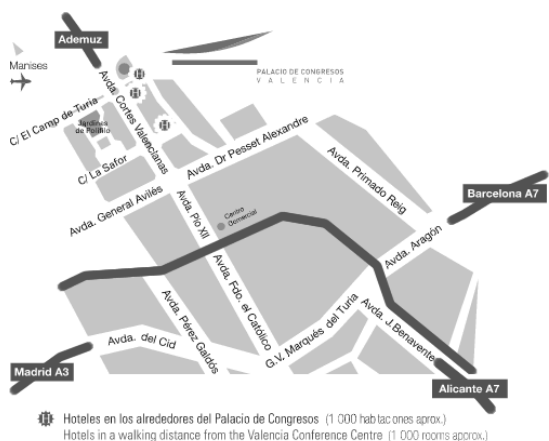 Ademuz
Manises
PALACIO DE CONGRESOS
VALENCIA
C/ El Camp de Turia
Avda. Cortes Valencianas
Jardines
de Polifilo
H
H
H
C/ La Safor
Avda. Dr Pesset Alexandre
Avda. Primado Reig
Barcelona A7
Avda. General Avilés
Avda. Pio XII
Centro
Comercial
Avda. Aragón
Avda. Fdo. el Católico
Avda. Pérez Galdós
G.V. Marqués del Turia
Avda. J.Benavente
Avda. del Cid
Madrid A3
Alicante A7
H Hoteles en los alrededores del Palacio de Congresos (1 000 habitaciones aprox.)
Hotels in a walking distance from the Valencia Conference Centre (1 000 rooms approx.)